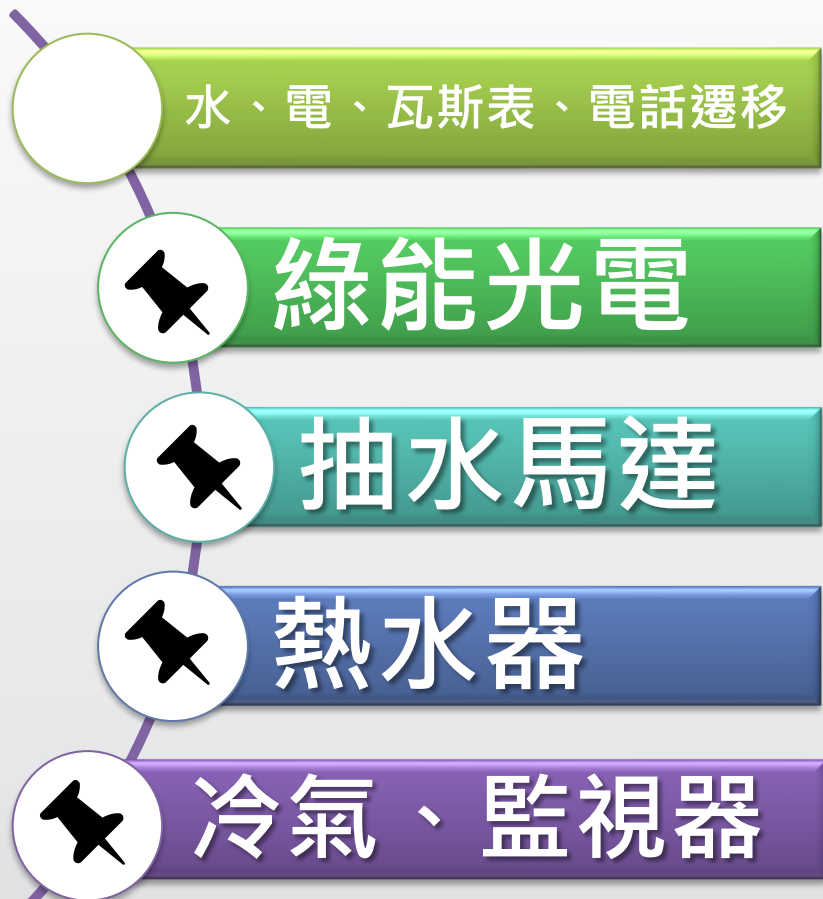 水、電、瓦斯表、電話遷移
綠能光電
抽水馬達
熱水器
冷氣、監視器